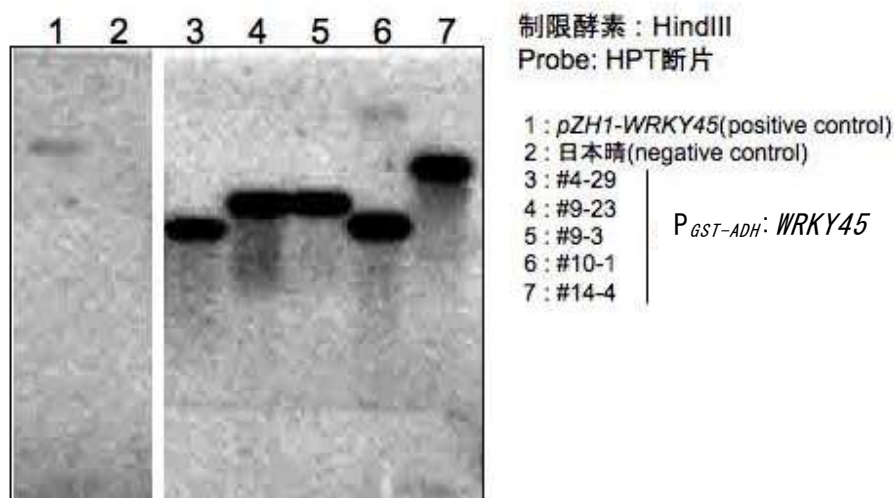 1 2 3 4 5 6 7
制限酵素 : HindIII
Probe: HPT断片
1 : pZH1-WRKY45(positive control)
2 : 日本晴(negative control)
3 : #4-29
4 : #9-23
5 : #9-3
6 : #10-1
7 : #14-4
PGST-ADH: WRKY45